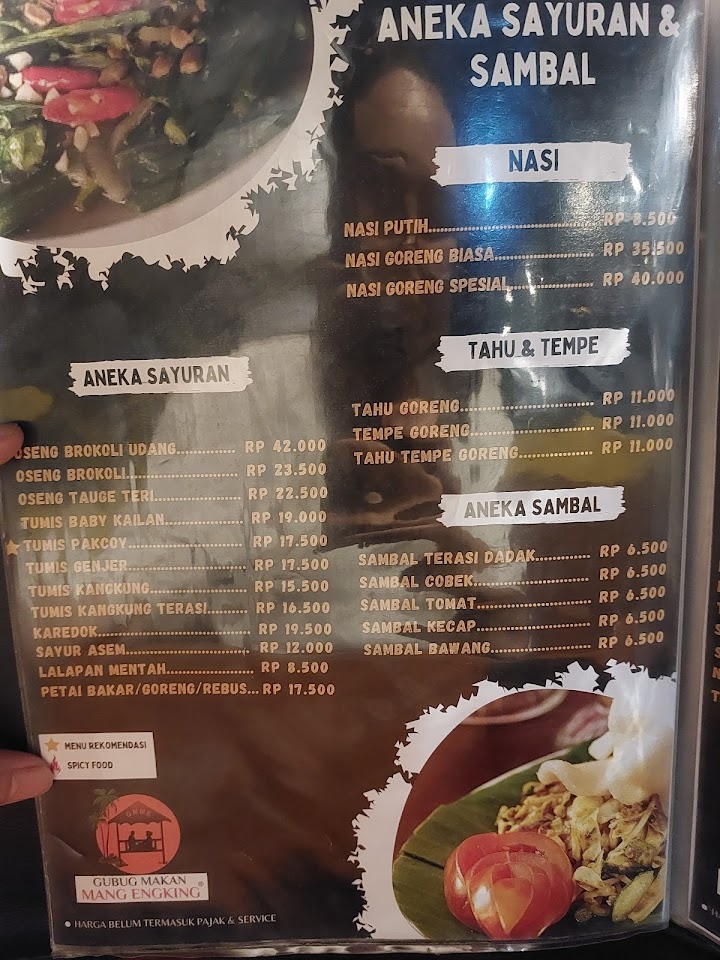 ANEKA SAYURAN &
SAMBAL
NASI
NASI PUTIH............................ RP 8.500
NASI GORENG BIASA.................. RP 35.500
NASI GORENG SPESIAL............... RP 40.000
TAHU & TEMPE
TAHU GORENG......................... RP 11.000
TEMPE GORENG....................... RP 11.000
TAHU TEMPE GORENG.............. RP 11.000
ANEKA SAMBAL
SAMBAL TERASI DADAK............ RP 6.500
SAMBAL COBEK....................... RP 6.500
SAMBAL TOMAT...................... RP 6.500
SAMBAL KECAP....................... RP 6.500
SAMBAL BAWANG.................... RP 6.500
ANEKA SAYURAN
OSENG BROKOLI UDANG............ RP 42.000
OSENG BROKOLI...................... RP 23.500
OSENG TAUGE TERI................. RP 22.500
TUMIS BABY KAILAN................ RP 19.000
TUMIS PAKCOY....................... RP 17.500
TUMIS GENJER....................... RP 17.500
TUMIS KANGKUNG................... RP 15.500
TUMIS KANGKUNG TERASI......... RP 16.500
KAREDOK............................. RP 19.500
SAYUR ASEM......................... RP 12.000
LALAPAN MENTAH.................. RP 8.500
PETAI BAKAR/GORENG/REBUS... RP 17.500
MENU REKOMENDASI
SPICY FOOD
GMME
GUBUG MAKAN
MANG ENGKING®
● HARGA BELUM TERMASUK PAJAK & SERVICE